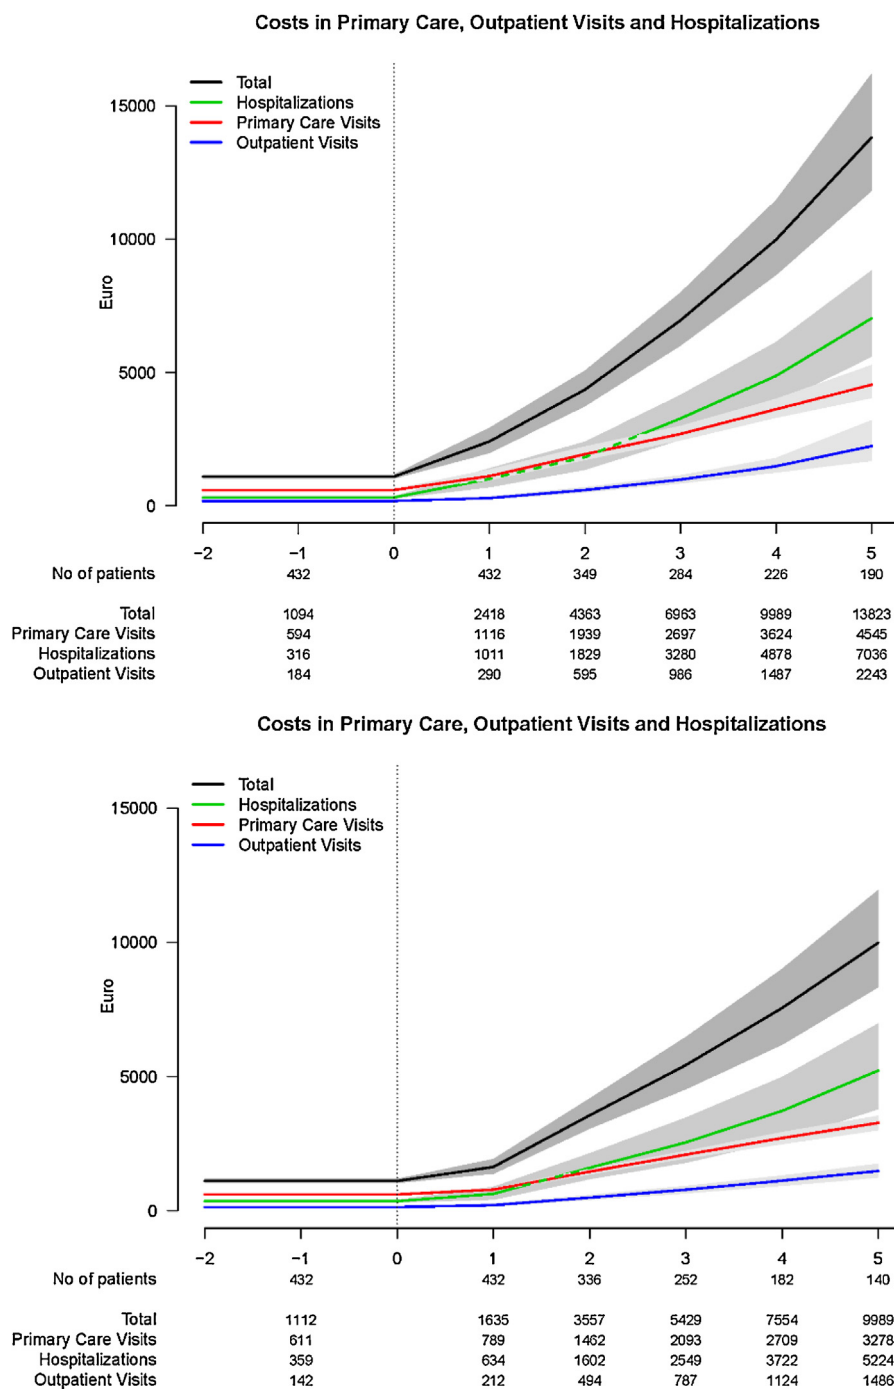 Costs in Primary Care, Outpatient Visits and Hospitalizations
Total
Hospitalizations
Primary Care Visits
Outpatient Visits
15000
10000
5000
0
Euro
−2 −1 0 1 2 3 4 5
No of patients 432 432 349 284 226 190
Total 1094 2418 4363 6963 9989 13823
Primary Care Visits 594 1116 1939 2697 3624 4545
Hospitalizations 316 1011 1829 3280 4878 7036
Outpatient Visits 184 290 595 986 1487 2243
Costs in Primary Care, Outpatient Visits and Hospitalizations
Total
Hospitalizations
Primary Care Visits
Outpatient Visits
15000
10000
5000
0
Euro
−2 −1 0 1 2 3 4 5
No of patients 432 432 336 252 182 140
Total 1112 1635 3557 5429 7554 9989
Primary Care Visits 611 789 1462 2093 2709 3278
Hospitalizations 359 634 1602 2549 3722 5224
Outpatient Visits 142 212 494 787 1124 1486